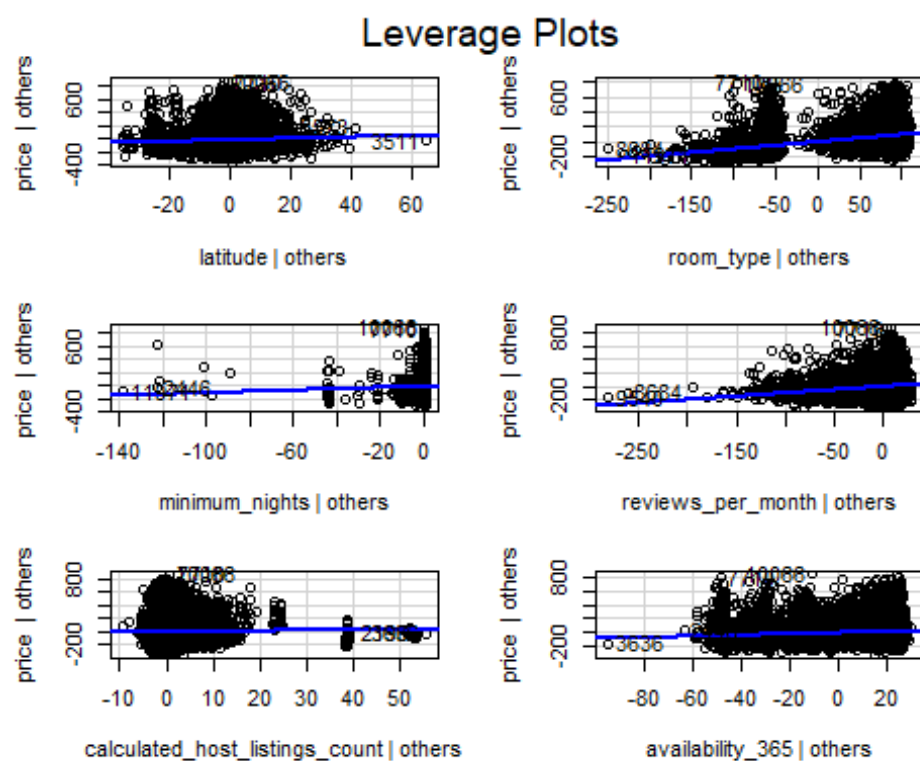 Leverage Plots
price | others
600
-400
3511
-20 0 20 40 60
latitude | others
price | others
600
-200
-250 -150 -50 0 50
room_type | others
price | others
600
-400
-140 -100 -60 -20 0
minimum_nights | others
price | others
800
-200
8684
-250 -150 -50 0
reviews_per_month | others
price | others
800
-200
-10 0 10 20 30 40 50
calculated_host_listings_count | others
price | others
800
-200
10066
3636
-80 -60 -40 -20 0 20
availability_365 | others